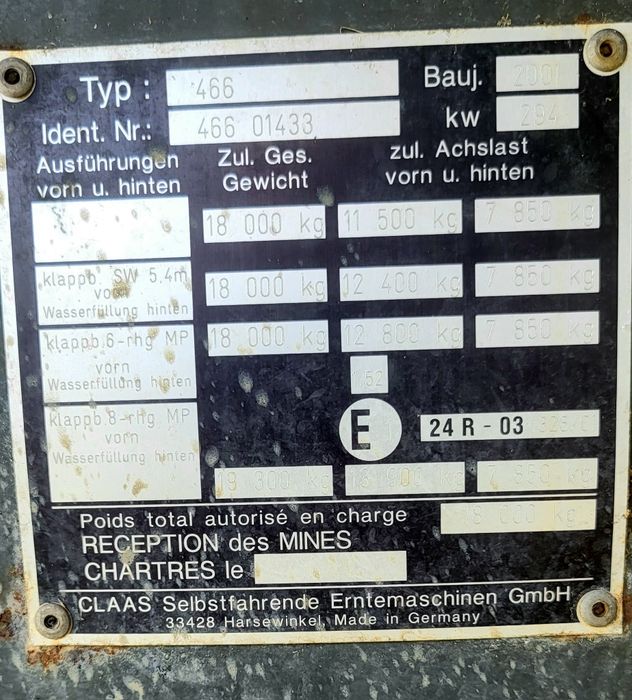 Typ : 466 Bauj. 2001
Ident. Nr.: 466 01433 kw 294
Ausführungen vorn u. hinten Zul. Ges. Gewicht zul. Achslast vorn u. hinten
18 000 kg 11 500 kg 7 850 kg
klappb. SW 5.4m
vorn
Wasserfüllung hinten
18 000 kg 12 400 kg 7 850 kg
klappb.6-rhg MP
vorn
Wasserfüllung hinten
18 000 kg 12 800 kg 7 850 kg
klappb.8-rhg MP
vorn
Wasserfüllung hinten
52
E 24 R - 03
19 300 kg 900 kg 7 850 kg
Poids total autorisé en charge 18 000 kg
RECEPTION des MINES
CHARTRES le
CLAAS Selbstfahrende Erntemaschinen GmbH
33428 Harsewinkel, Made in Germany